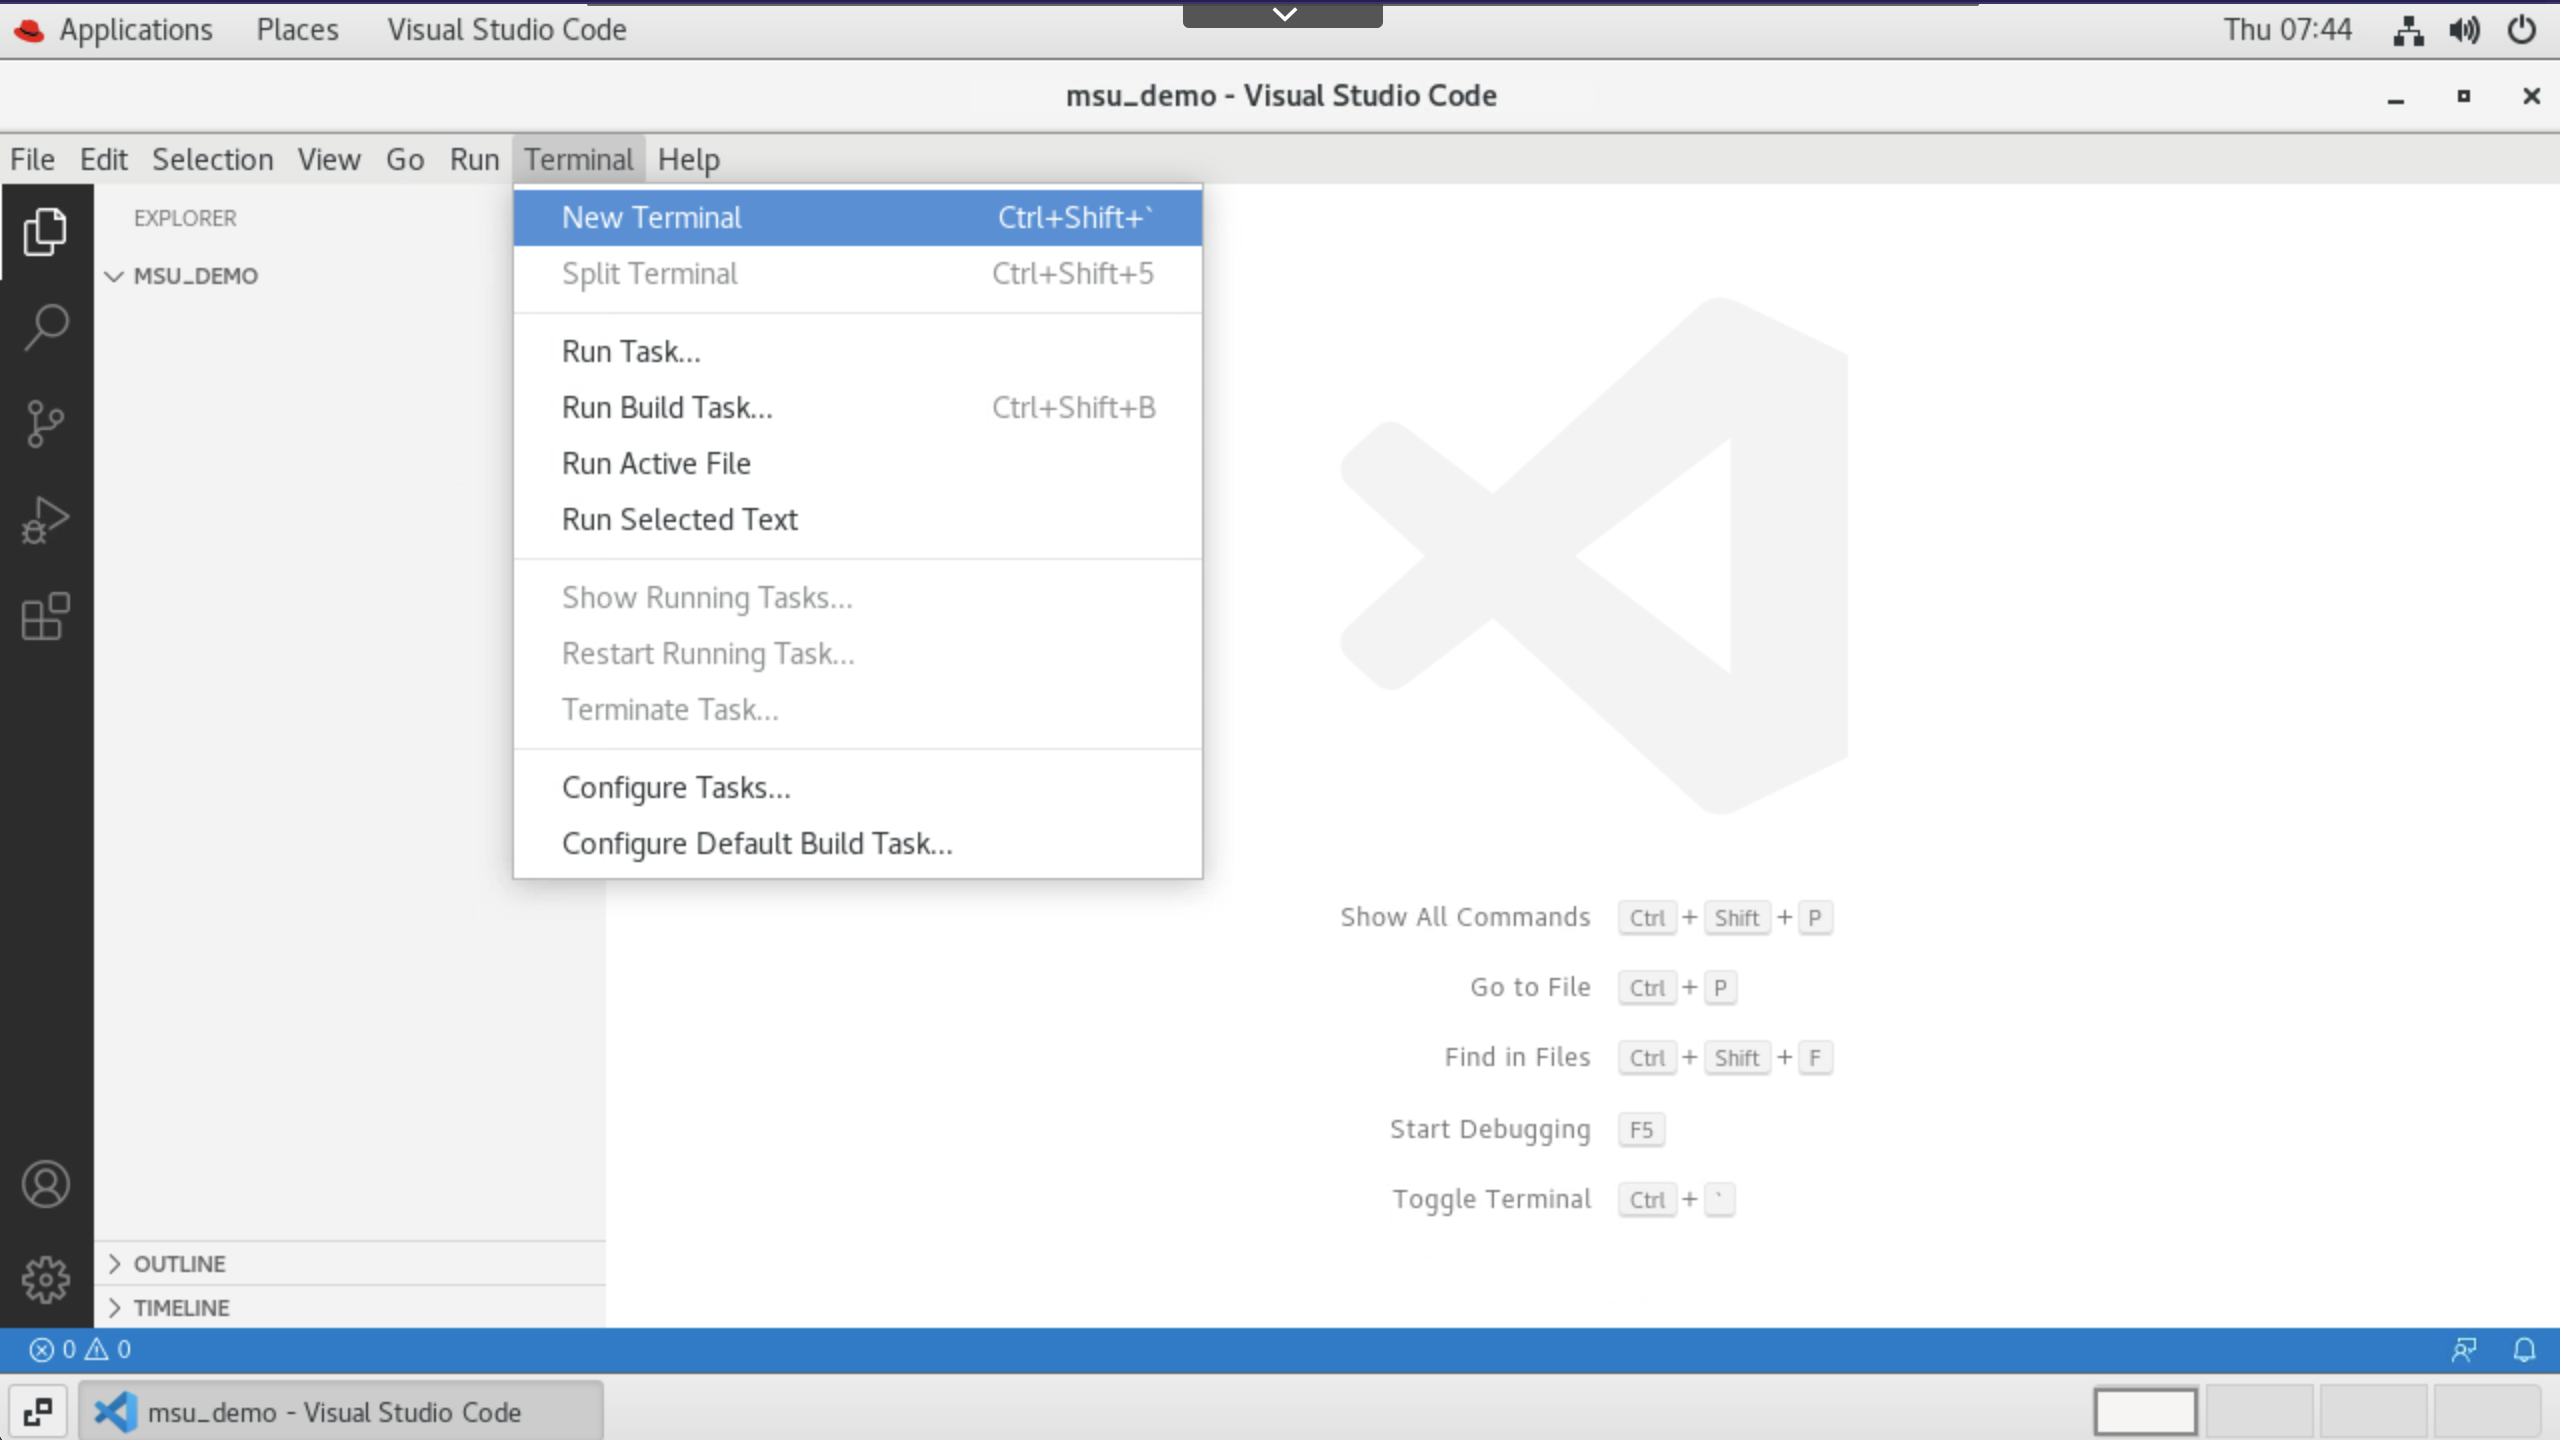 Applications Places Visual Studio Code Thu 07:44
msu_demo - Visual Studio Code
File Edit Selection View Go Run Terminal Help
EXPLORER
MSU_DEMO
New Terminal Ctrl+Shift+`
Split Terminal Ctrl+Shift+5
Run Task...
Run Build Task... Ctrl+Shift+B
Run Active File
Run Selected Text
Show Running Tasks...
Restart Running Task...
Terminate Task...
Configure Tasks...
Configure Default Build Task...
Show All Commands Ctrl + Shift + P
Go to File Ctrl + P
Find in Files Ctrl + Shift + F
Start Debugging F5
Toggle Terminal Ctrl + `
OUTLINE
TIMELINE
0 0
msu_demo - Visual Studio Code